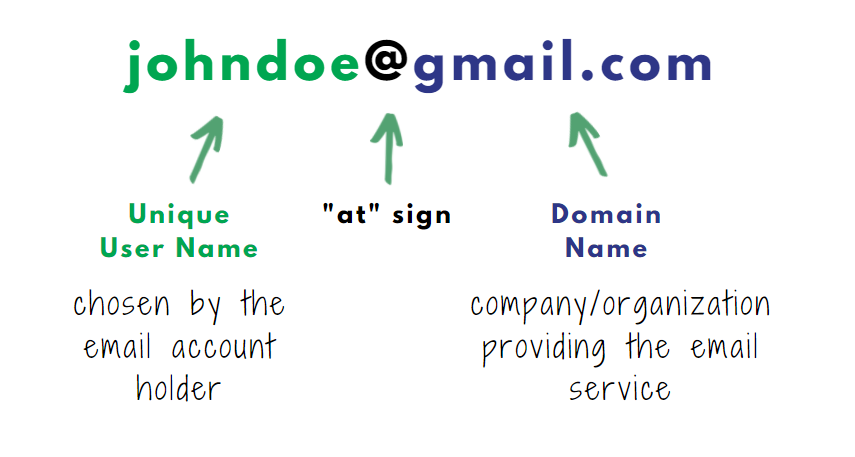 johndoe@gmail.com
Unique
User Name
"at" sign
Domain
Name
chosen by the
email account
holder
company/organization
providing the email
service